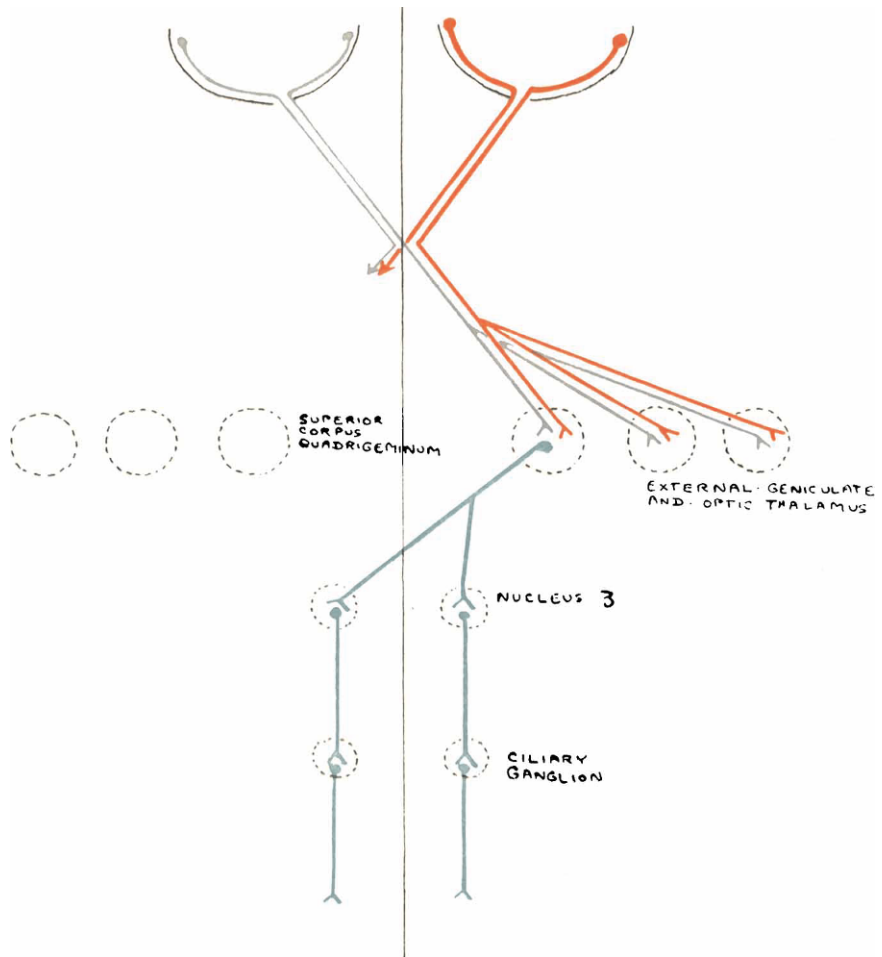 SUPERIOR
CORPUS
QUADRIGEMINUM
EXTERNAL·GENICULATE
AND·OPTIC THALAMUS
NUCLEUS 3
CILIARY
GANGLION